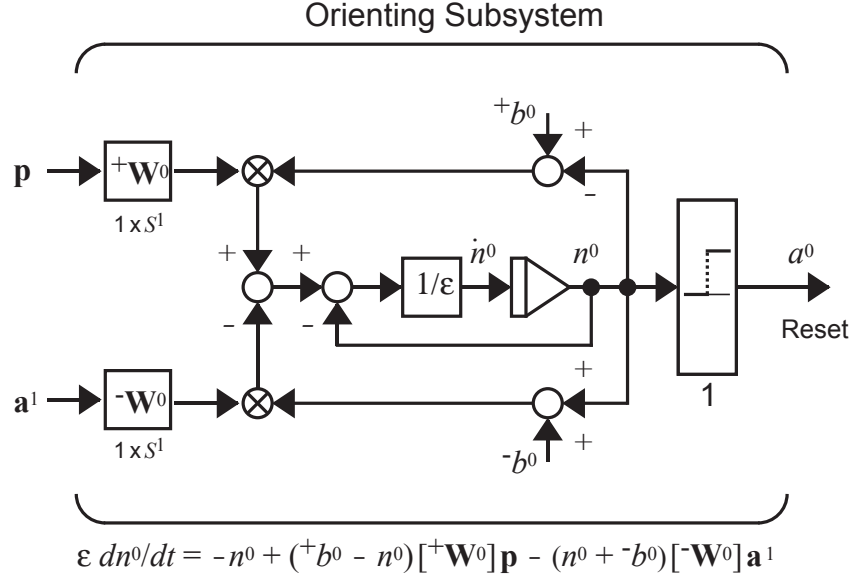 Orienting Subsystem
⁺b⁰
+
p
⁺W⁰
-
1 x S¹
+
+
ṅ⁰
n⁰
a⁰
1/ε
-
-
Reset
+
1
a¹
⁻W⁰
1 x S¹
+
⁻b⁰
ε dn⁰/dt = -n⁰ + (⁺b⁰ - n⁰)[⁺W⁰]p - (n⁰ + ⁻b⁰)[⁻W⁰]a¹